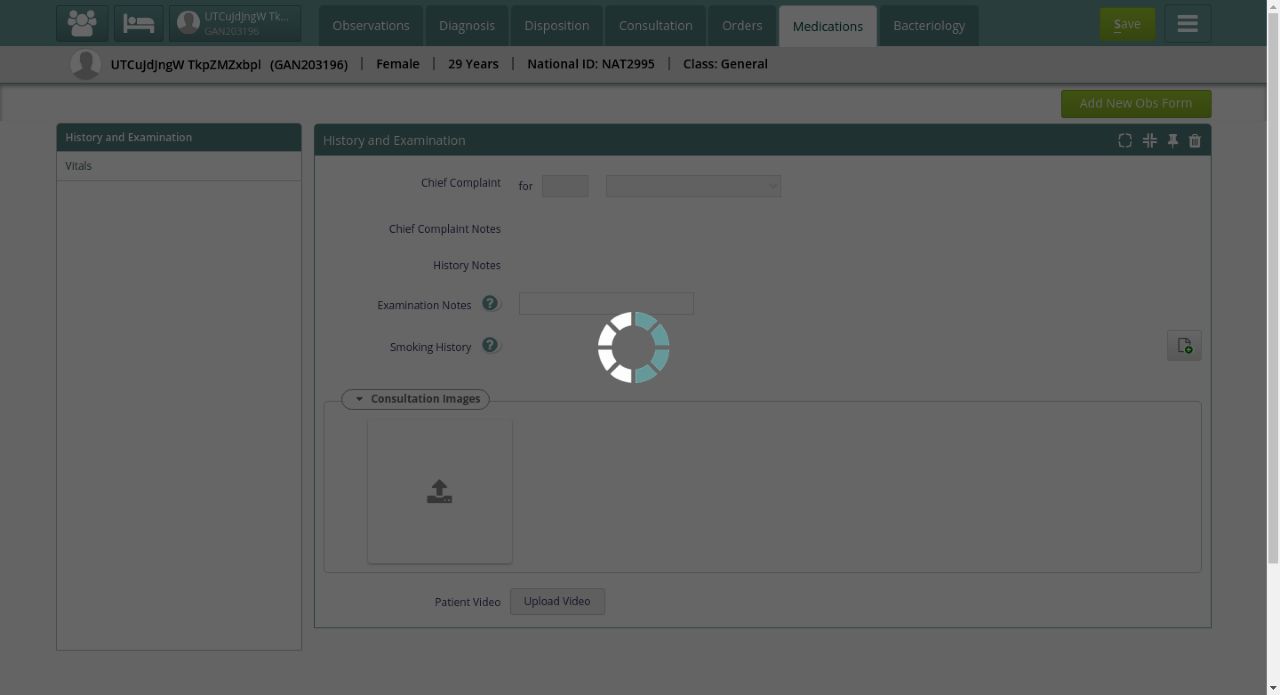 UTCuJdJngW Tk...
GAN203196
Observations
Diagnosis
Disposition
Consultation
Orders
Medications
Bacteriology
Save
UTCuJdJngW TkpZMZxbpl (GAN203196) | Female | 29 Years | National ID: NAT2995 | Class: General
Add New Obs Form
History and Examination
Vitals
History and Examination
Chief Complaint
for
Chief Complaint Notes
History Notes
Examination Notes
?
Smoking History
?
Consultation Images
Patient Video
Upload Video